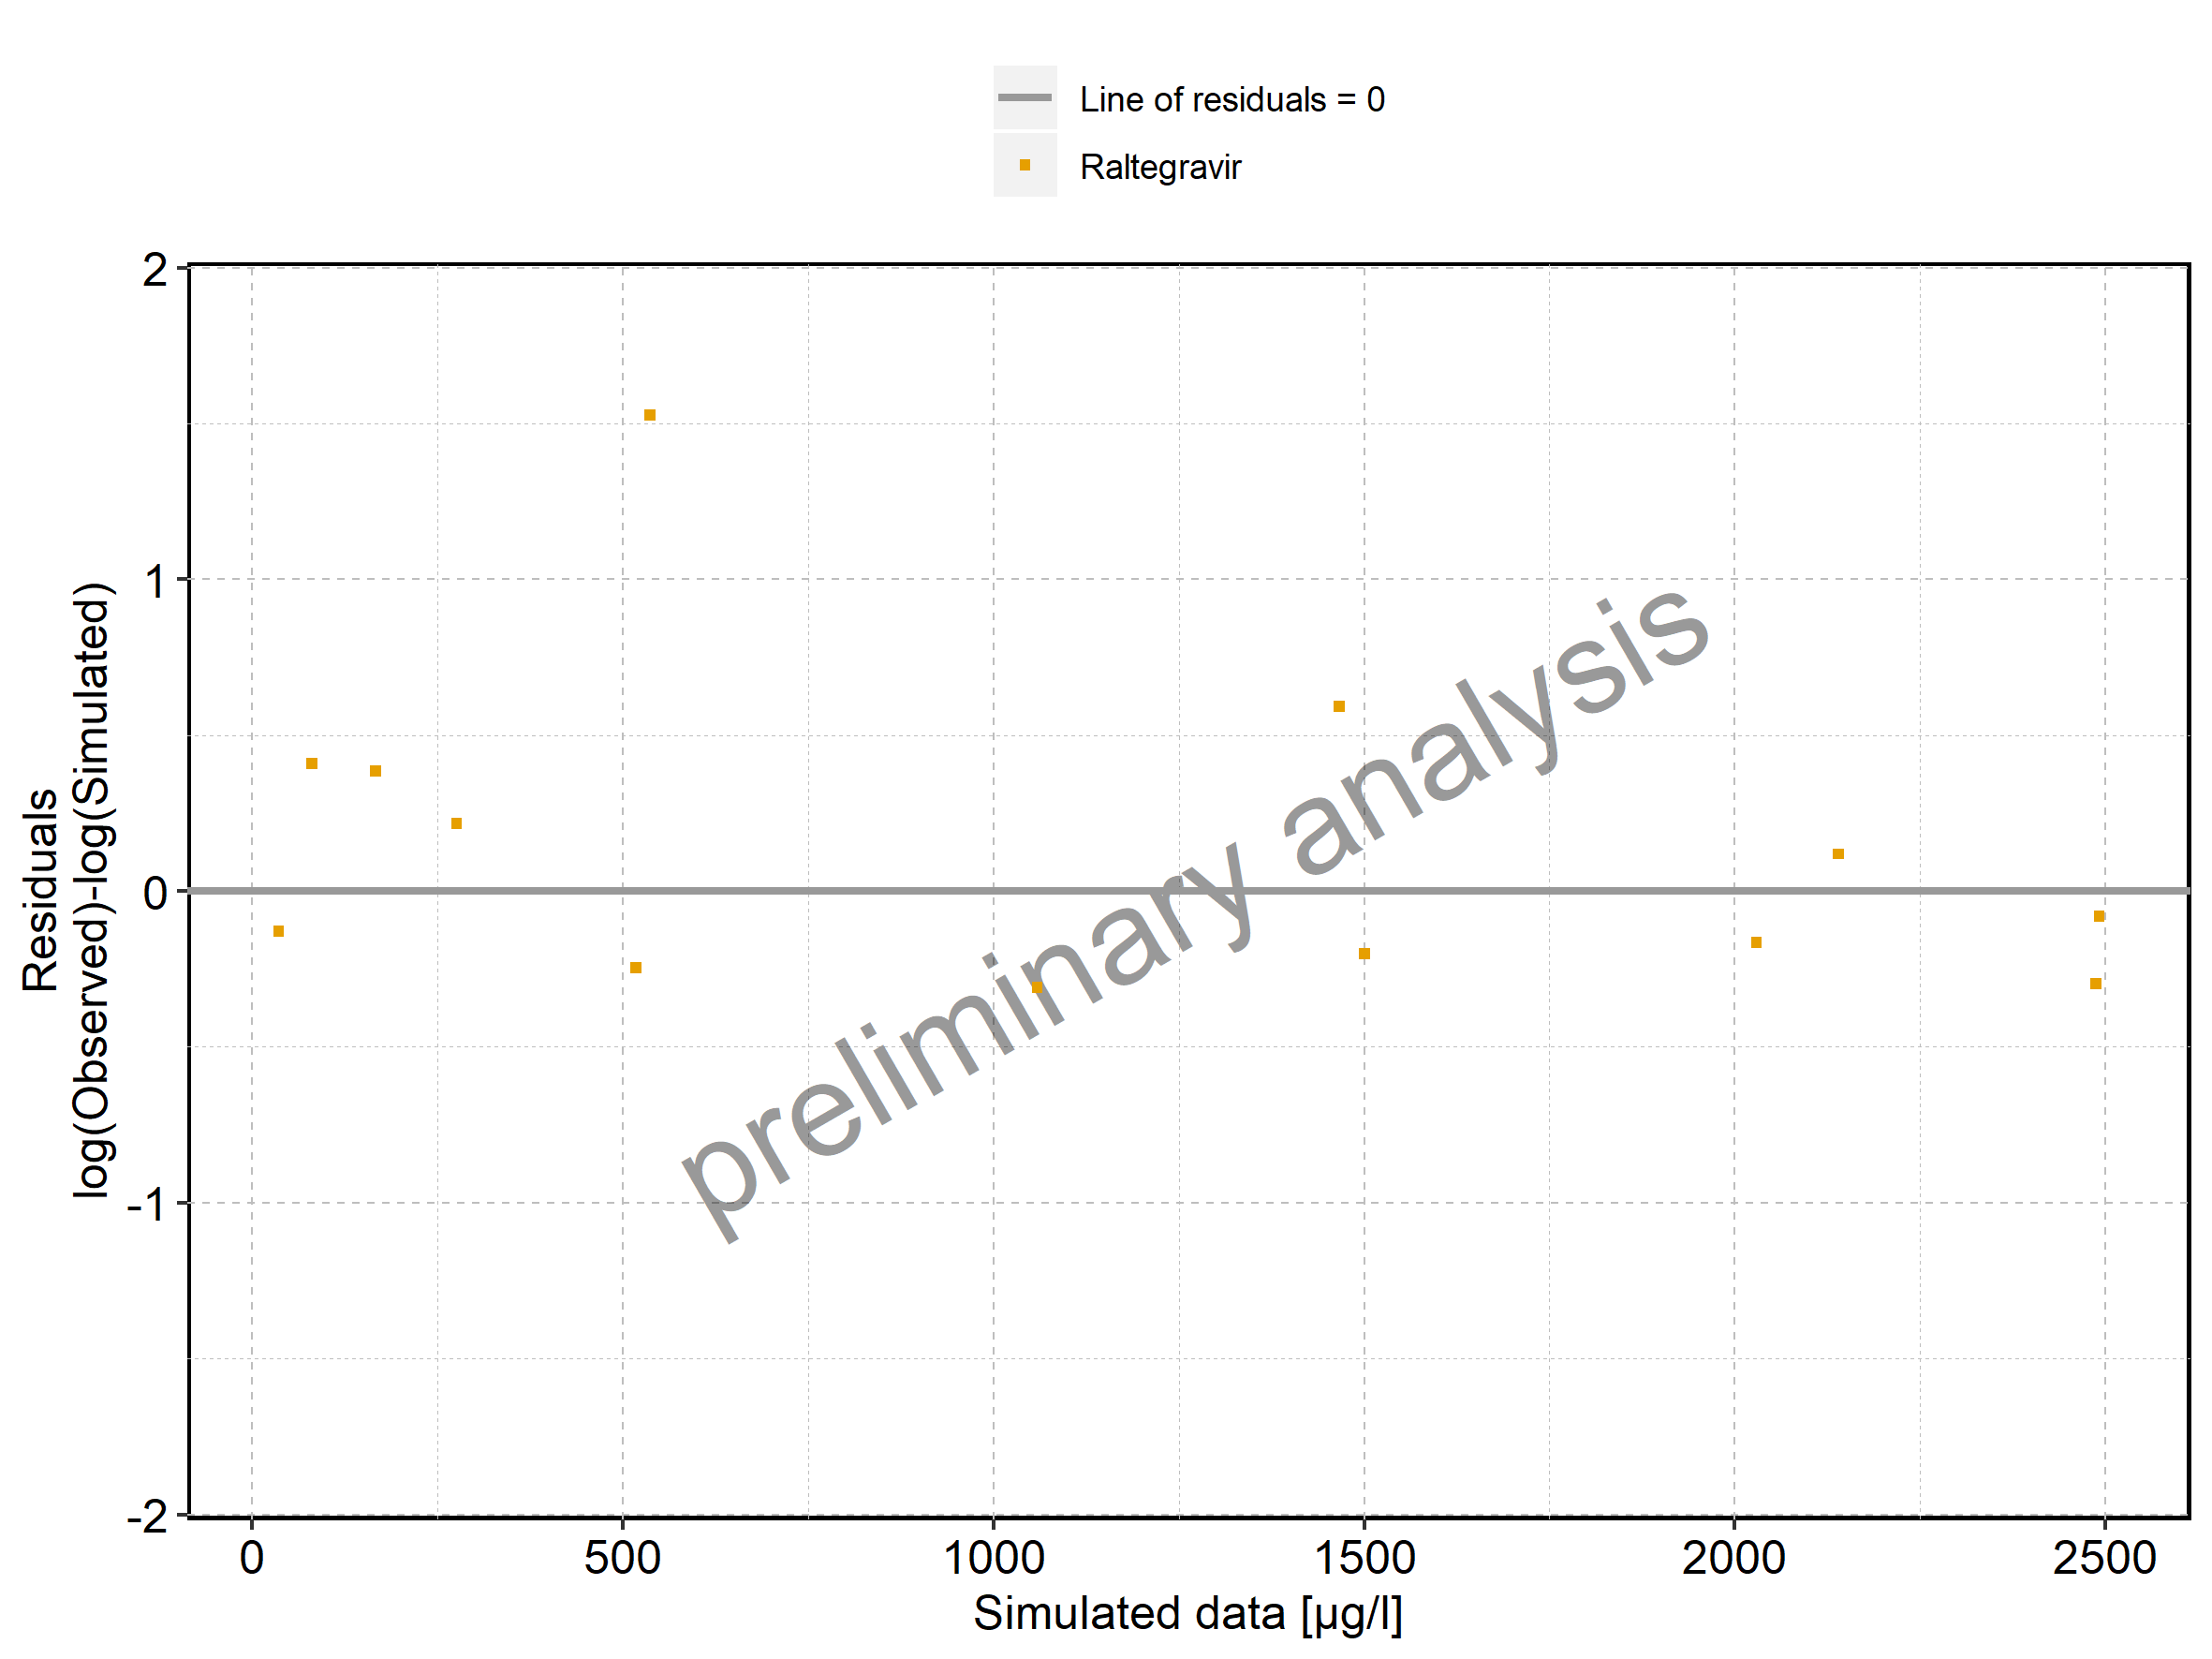 Line of residuals = 0
Raltegravir
Residuals
log(Observed)-log(Simulated)
2
1
0
-1
-2
preliminary analysis
0 500 1000 1500 2000 2500
Simulated data [µg/l]